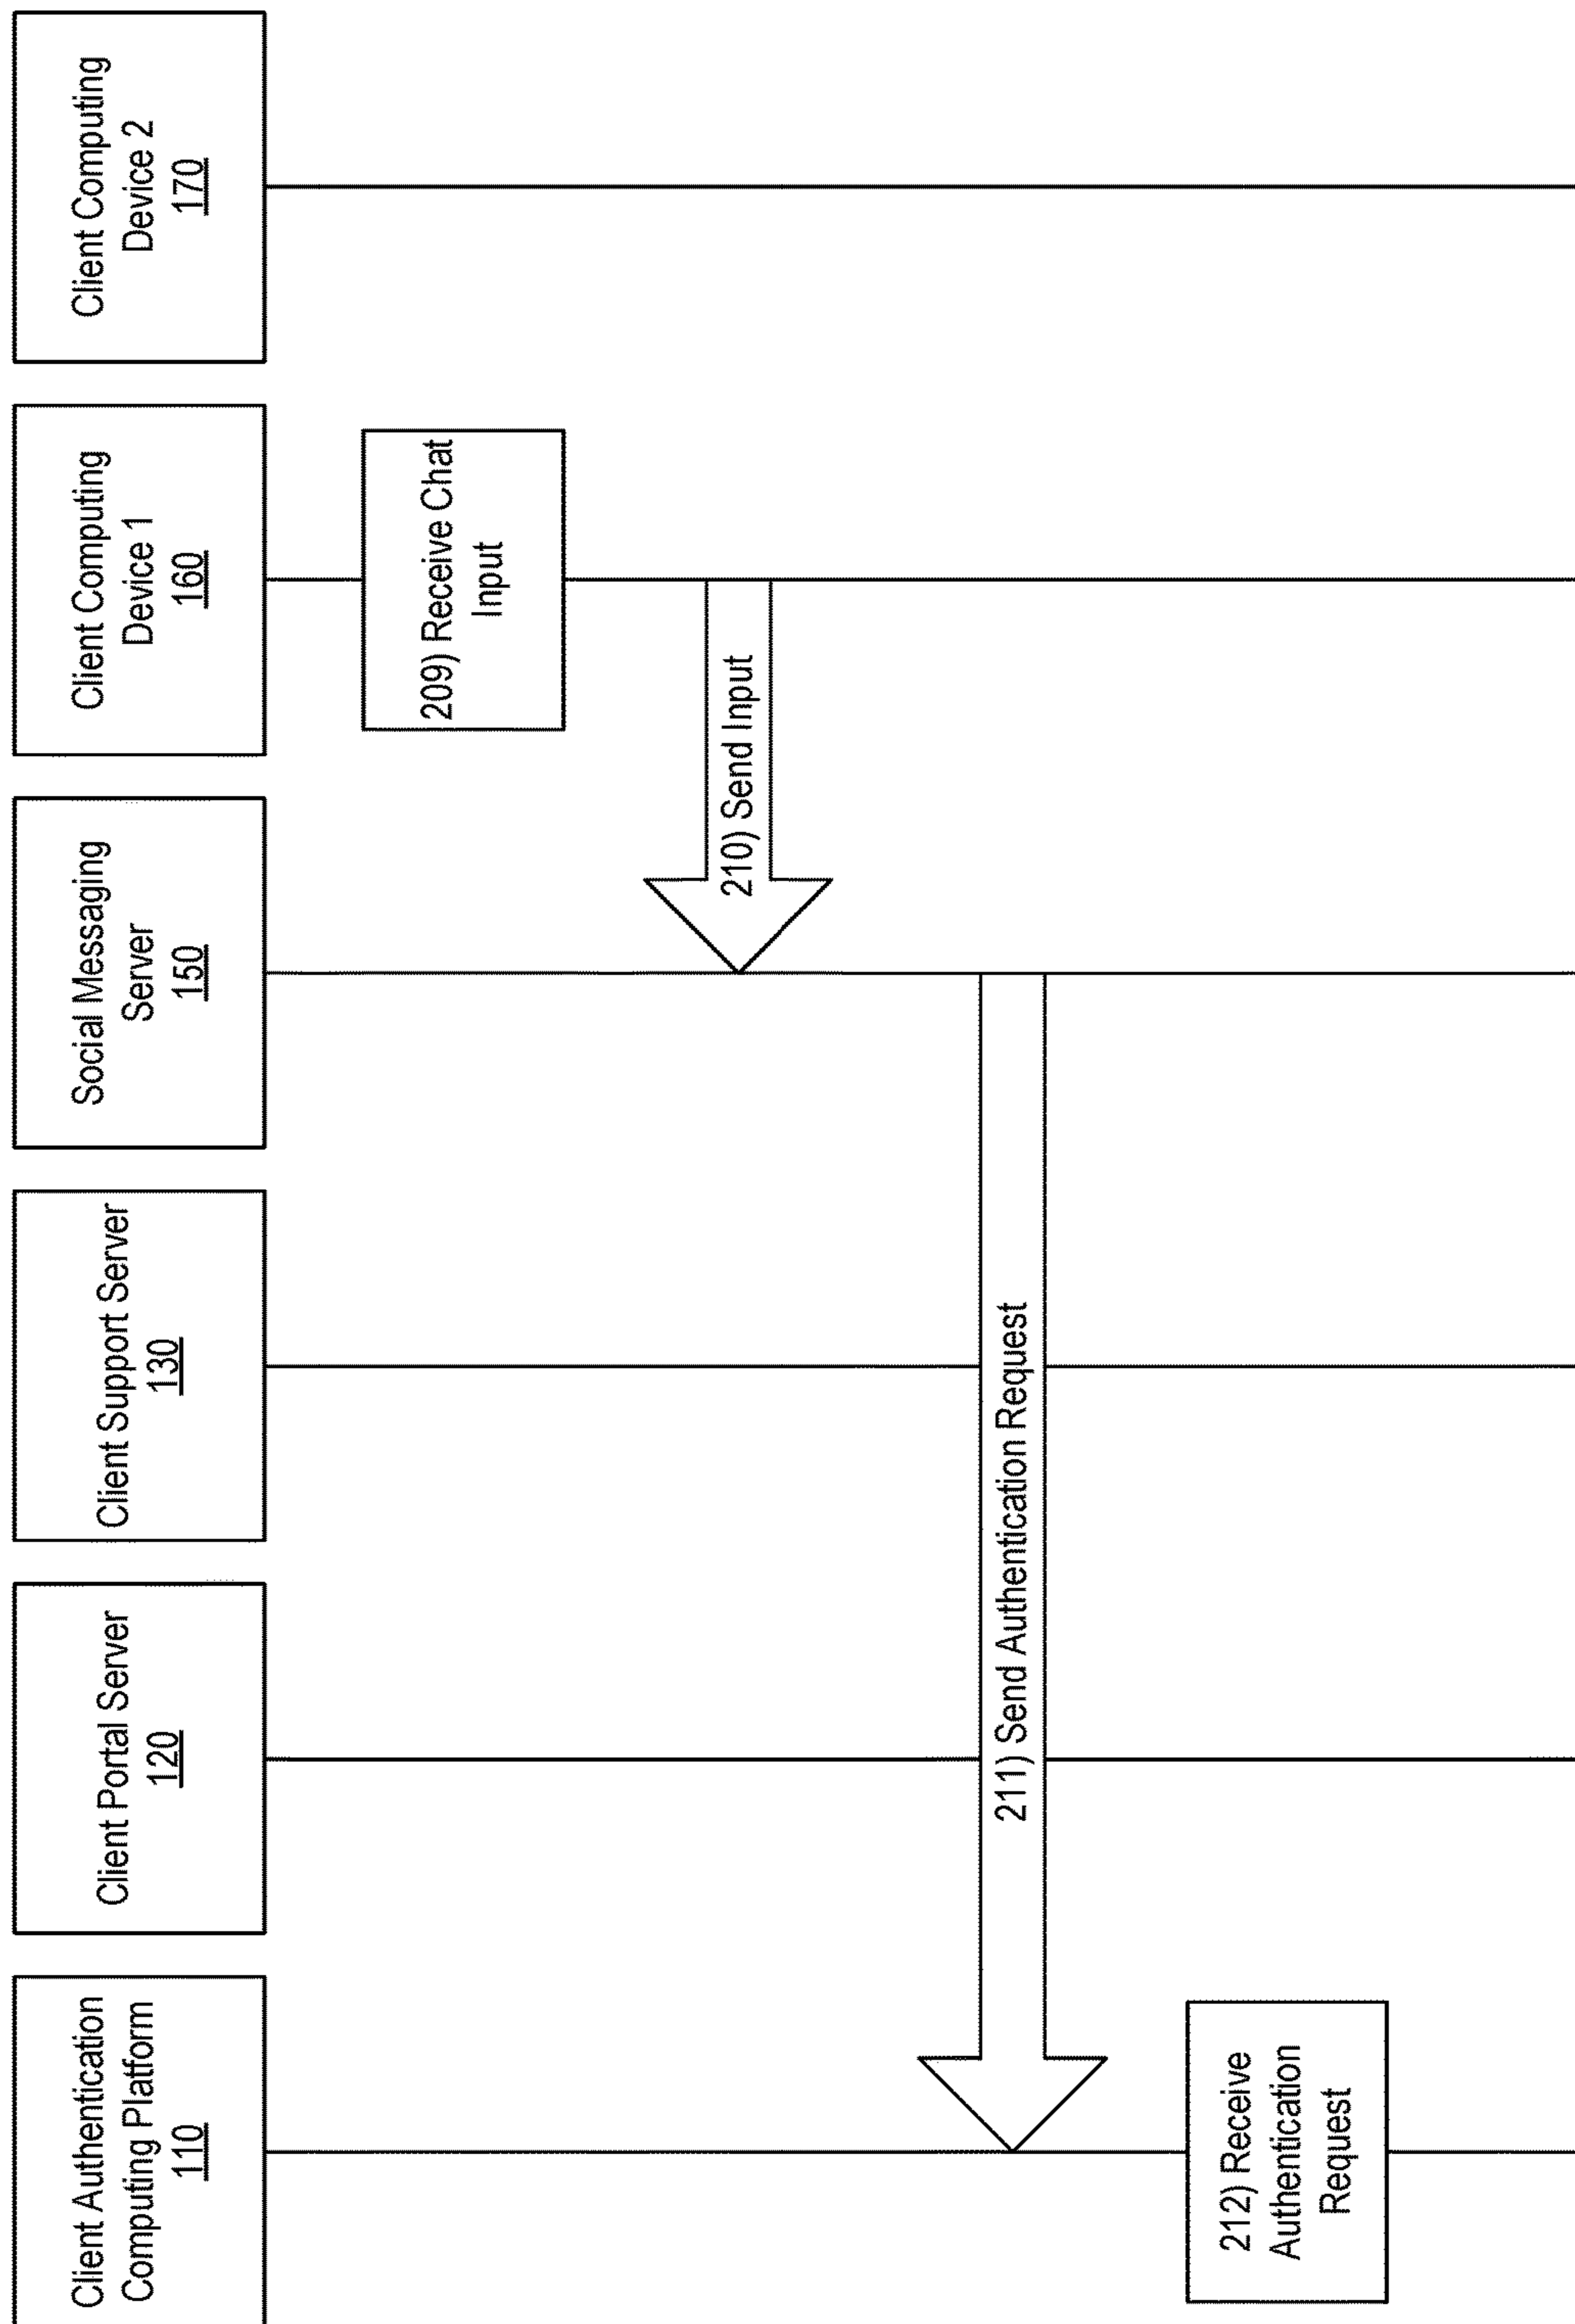 Client Authentication
Computing Platform
110
Client Portal Server
120
Client Support Server
130
Social Messaging
Server
150
Client Computing
Device 1
160
Client Computing
Device 2
170
209) Receive Chat
Input
210) Send Input
211) Send Authentication Request
212) Receive
Authentication
Request